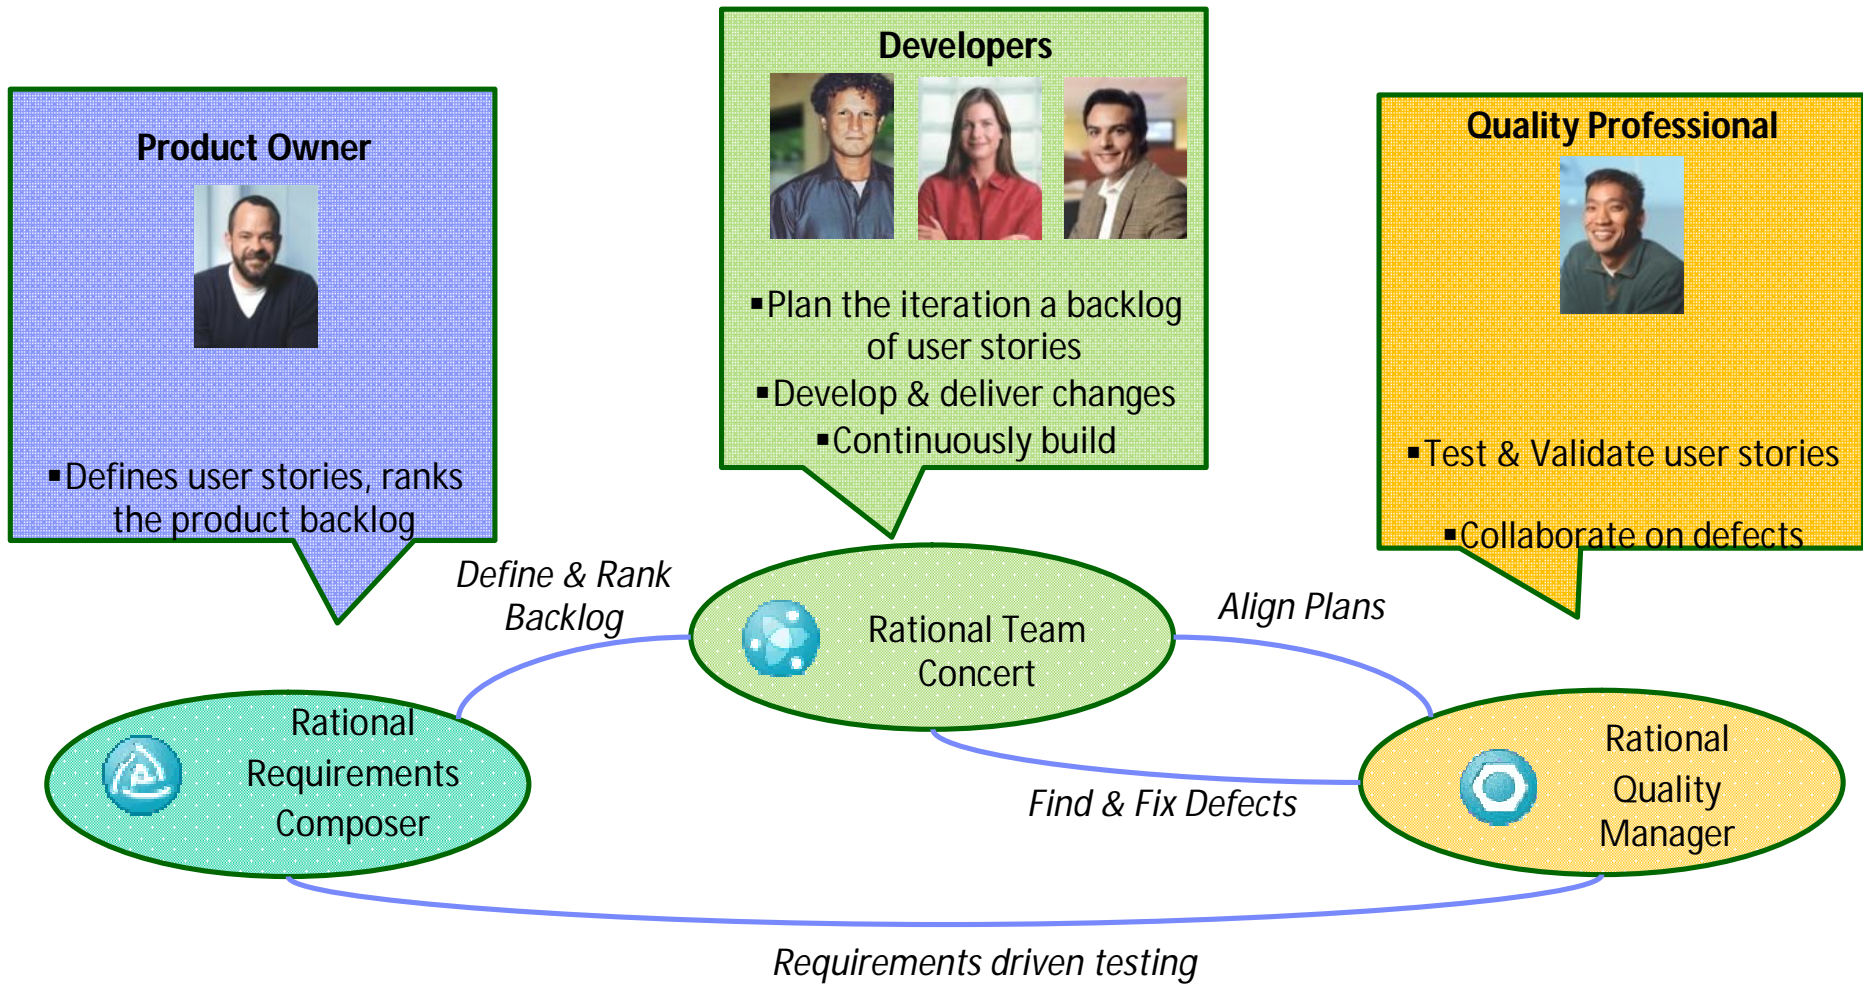 Product Owner
▪Defines user stories, ranks
the product backlog
Developers
▪Plan the iteration a backlog
of user stories
▪Develop & deliver changes
▪Continuously build
Quality Professional
▪Test & Validate user stories
▪Collaborate on defects
Define & Rank
Backlog
Rational Team
Concert
Align Plans
Rational
Requirements
Composer
Find & Fix Defects
Rational
Quality
Manager
Requirements driven testing